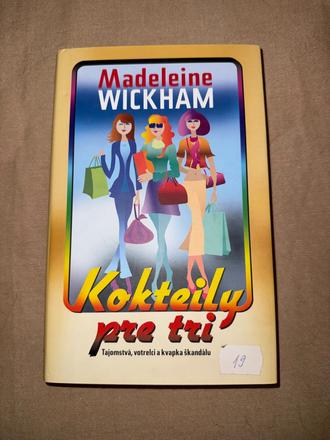 Madeleine
WICKHAM
Kokteily
pre tri
Tajomstvá, votrelci a kvapka škandálu
19